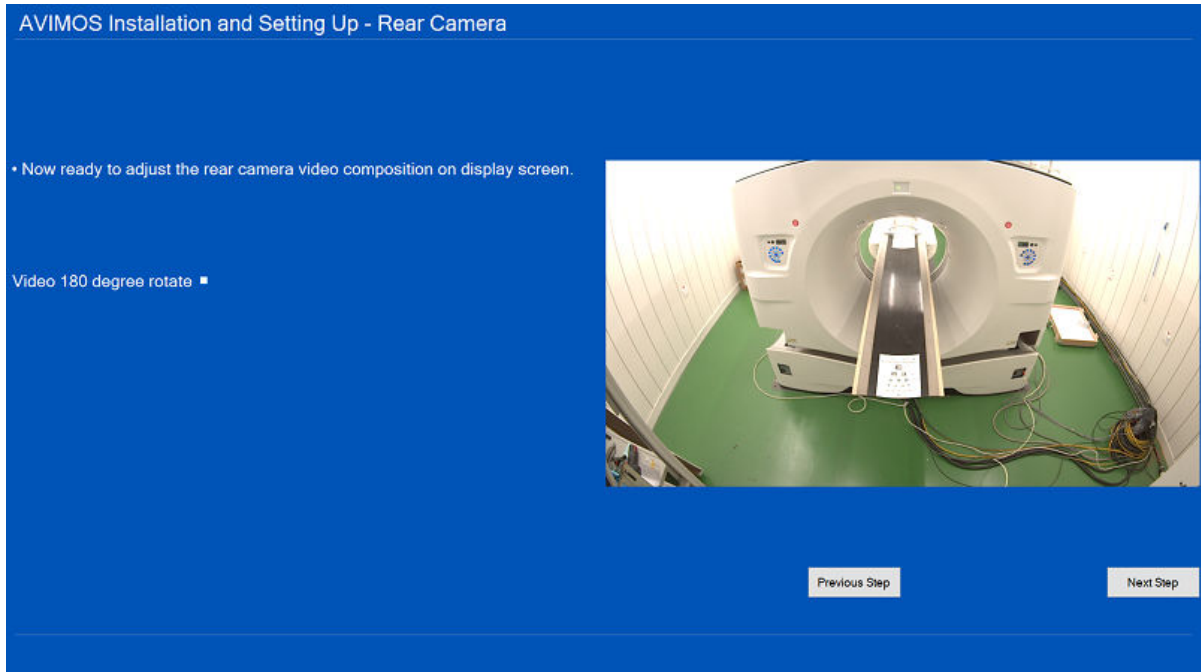 AVIMOS Installation and Setting Up - Rear Camera
• Now ready to adjust the rear camera video composition on display screen.
Video 180 degree rotate
Previous Step
Next Step